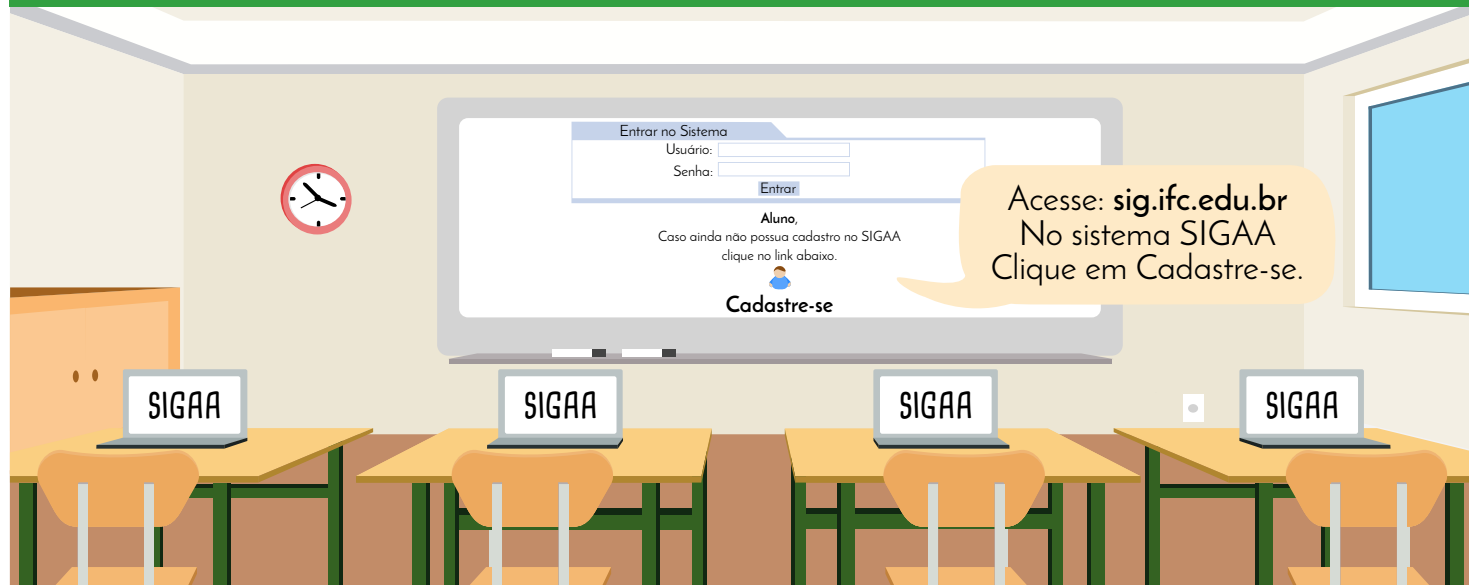 Entrar no Sistema
Usuário:
Senha:
Entrar
Aluno,
Caso ainda não possua cadastro no SIGAA
clique no link abaixo.
Cadastre-se
Acesse: sig.ifc.edu.br
No sistema SIGAA
Clique em Cadastre-se.
SIGAA
SIGAA
SIGAA
SIGAA